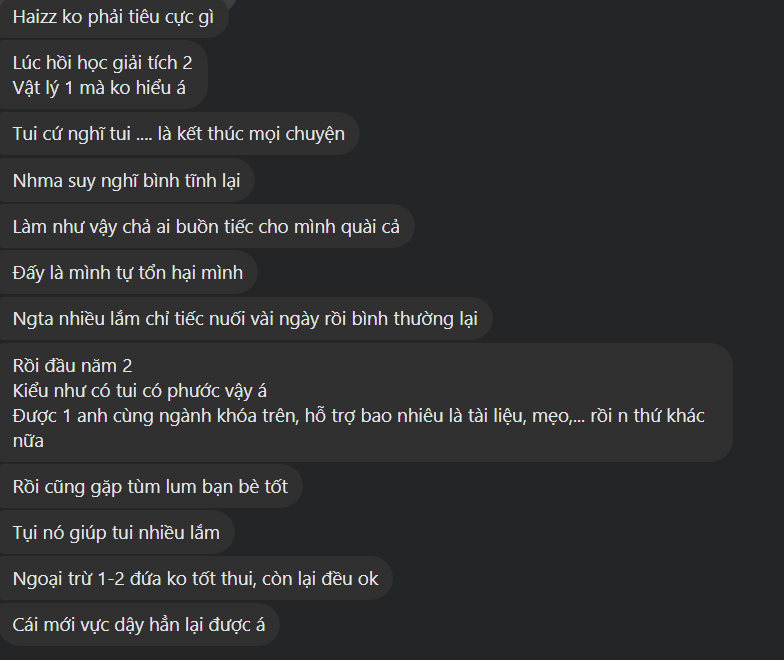 Haizz ko phải tiêu cực gì
Lúc hồi học giải tích 2
Vật lý 1 mà ko hiểu á
Tui cứ nghĩ tui .... là kết thúc mọi chuyện
Nhma suy nghĩ bình tĩnh lại
Làm như vậy chả ai buồn tiếc cho mình quài cả
Đấy là mình tự tổn hại mình
Ngta nhiều lắm chỉ tiếc nuối vài ngày rồi bình thường lại
Rồi đầu năm 2
Kiểu như có tui có phước vậy á
Được 1 anh cùng ngành khóa trên, hỗ trợ bao nhiêu là tài liệu, mẹo,... rồi n thứ khác
nữa
Rồi cũng gặp tùm lum bạn bè tốt
Tụi nó giúp tui nhiều lắm
Ngoại trừ 1-2 đứa ko tốt thui, còn lại đều ok
Cái mới vực dậy hẳn lại được á